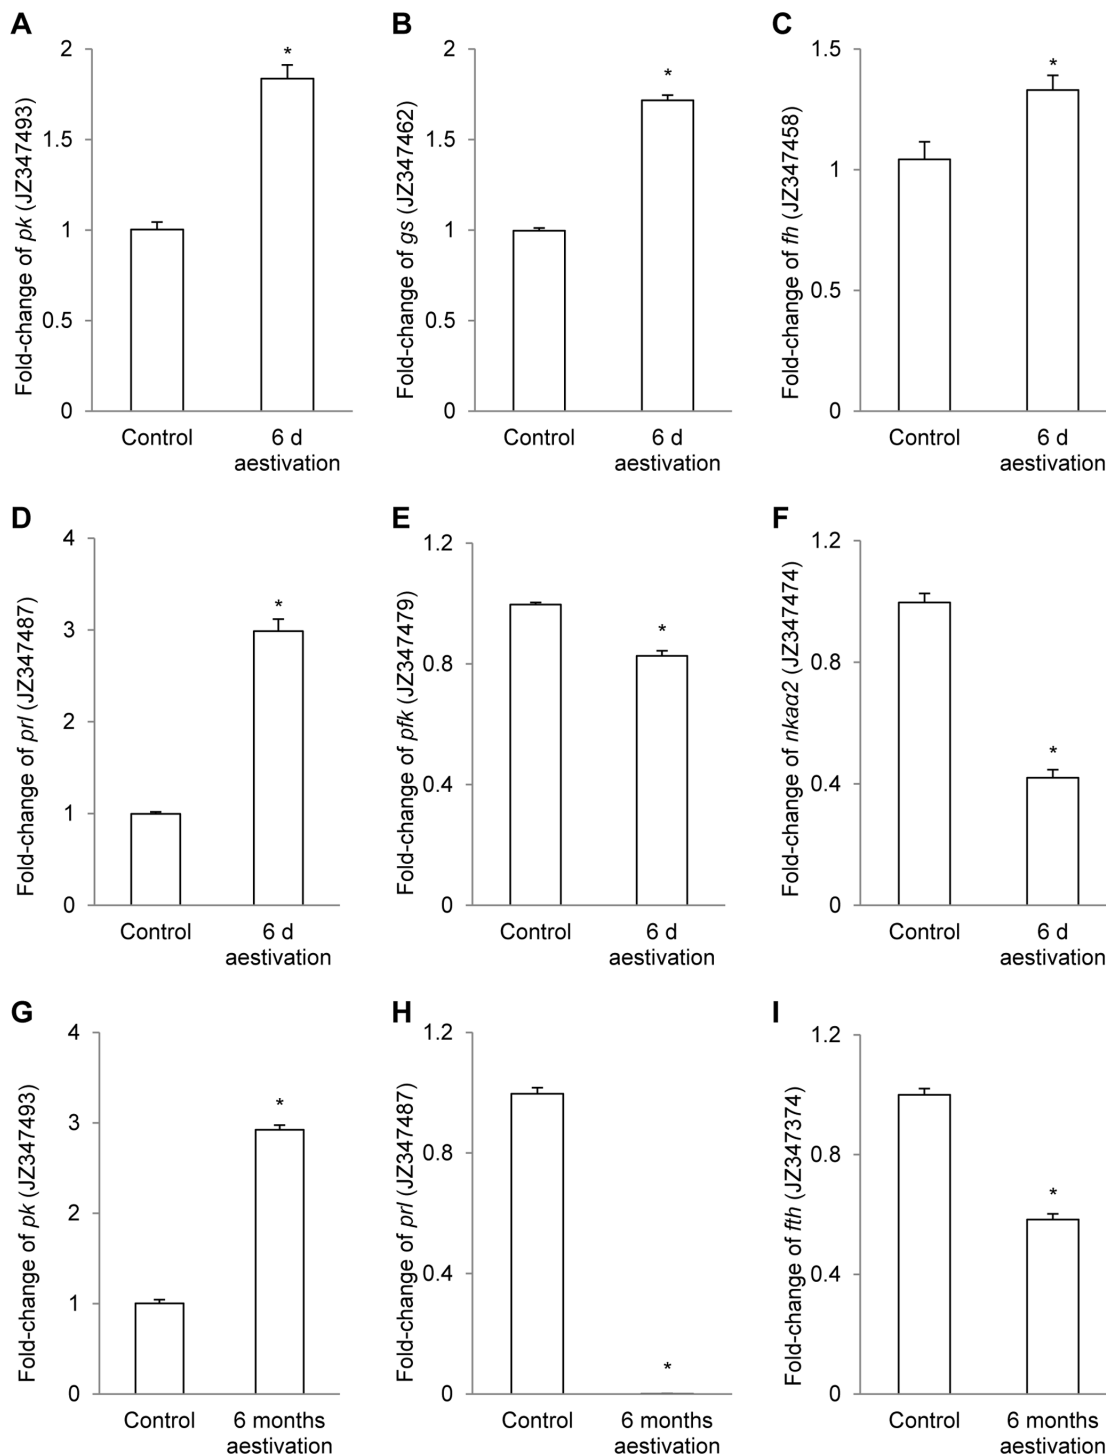 A
Fold-change of pk (JZ347493)
2
*
1.5
1
0.5
0
Control
6 d
aestivation
B
Fold-change of gs (JZ347462)
2
*
1.5
1
0.5
0
Control
6 d
aestivation
C
Fold-change of fh (JZ347458)
1.5
*
1
0.5
0
Control
6 d
aestivation
D
Fold-change of prl (JZ347487)
4
*
3
2
1
0
Control
6 d
aestivation
E
Fold-change of pfk (JZ347479)
1.2
*
0.8
0.4
0
Control
6 d
aestivation
F
Fold-change of nkaα2 (JZ347474)
1.2
0.8
*
0.4
0
Control
6 d
aestivation
G
Fold-change of pk (JZ347493)
4
3
*
2
1
0
Control
6 months
aestivation
H
Fold-change of prl (JZ347487)
1.2
0.8
0.4
*
0
Control
6 months
aestivation
I
Fold-change of fth (JZ347374)
1.2
0.8
*
0.4
0
Control
6 months
aestivation